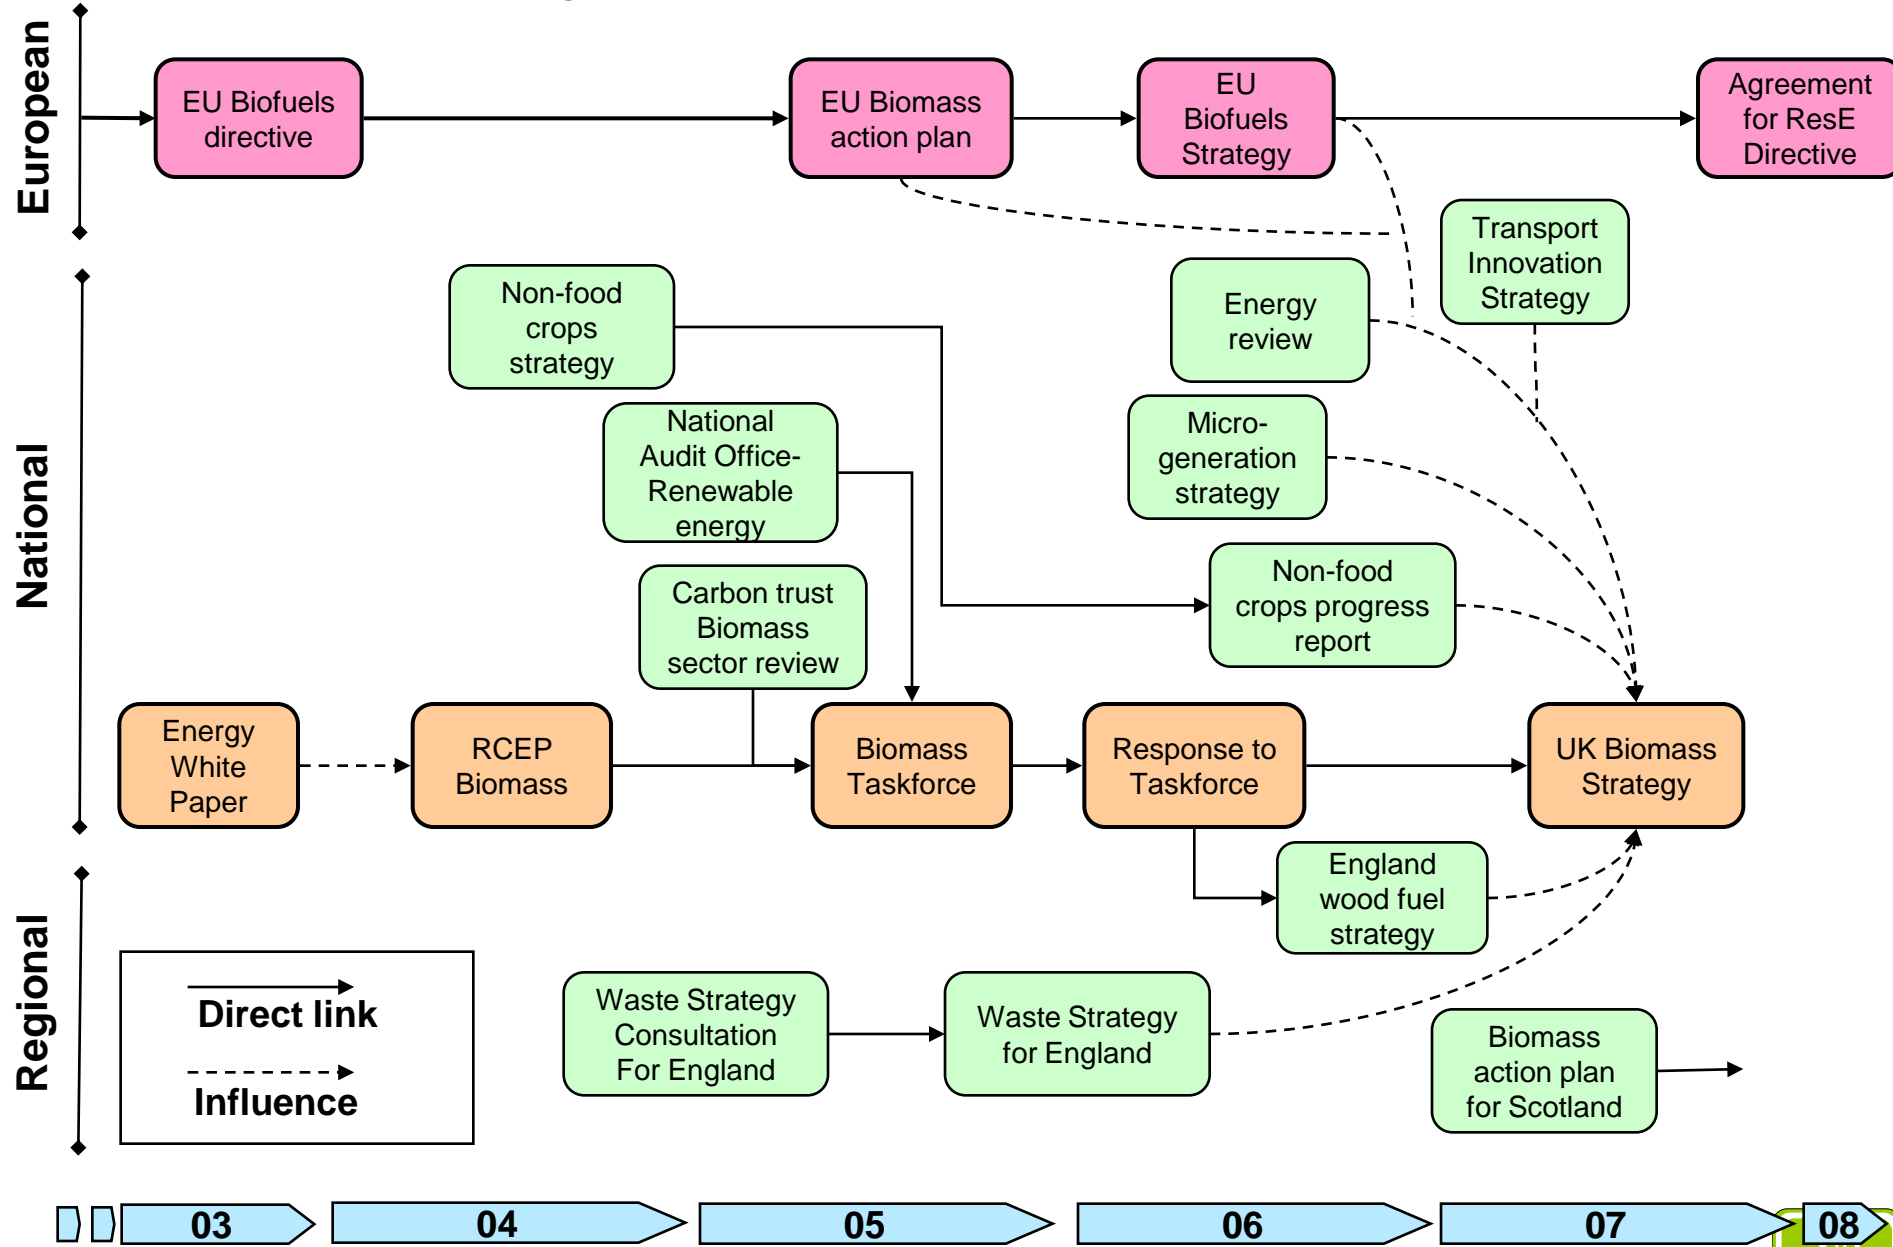 European
EU Biofuels
directive
EU Biomass
action plan
EU
Biofuels
Strategy
Agreement
for ResE
Directive
Transport
Innovation
Strategy
National
Non-food
crops
strategy
Energy
review
National
Audit Office-
Renewable
energy
Micro-
generation
strategy
Carbon trust
Biomass
sector review
Non-food
crops progress
report
Energy
White
Paper
RCEP
Biomass
Biomass
Taskforce
Response to
Taskforce
UK Biomass
Strategy
Regional
England
wood fuel
strategy
Direct link
Influence
Waste Strategy
Consultation
For England
Waste Strategy
for England
Biomass
action plan
for Scotland
03
04
05
06
07
08